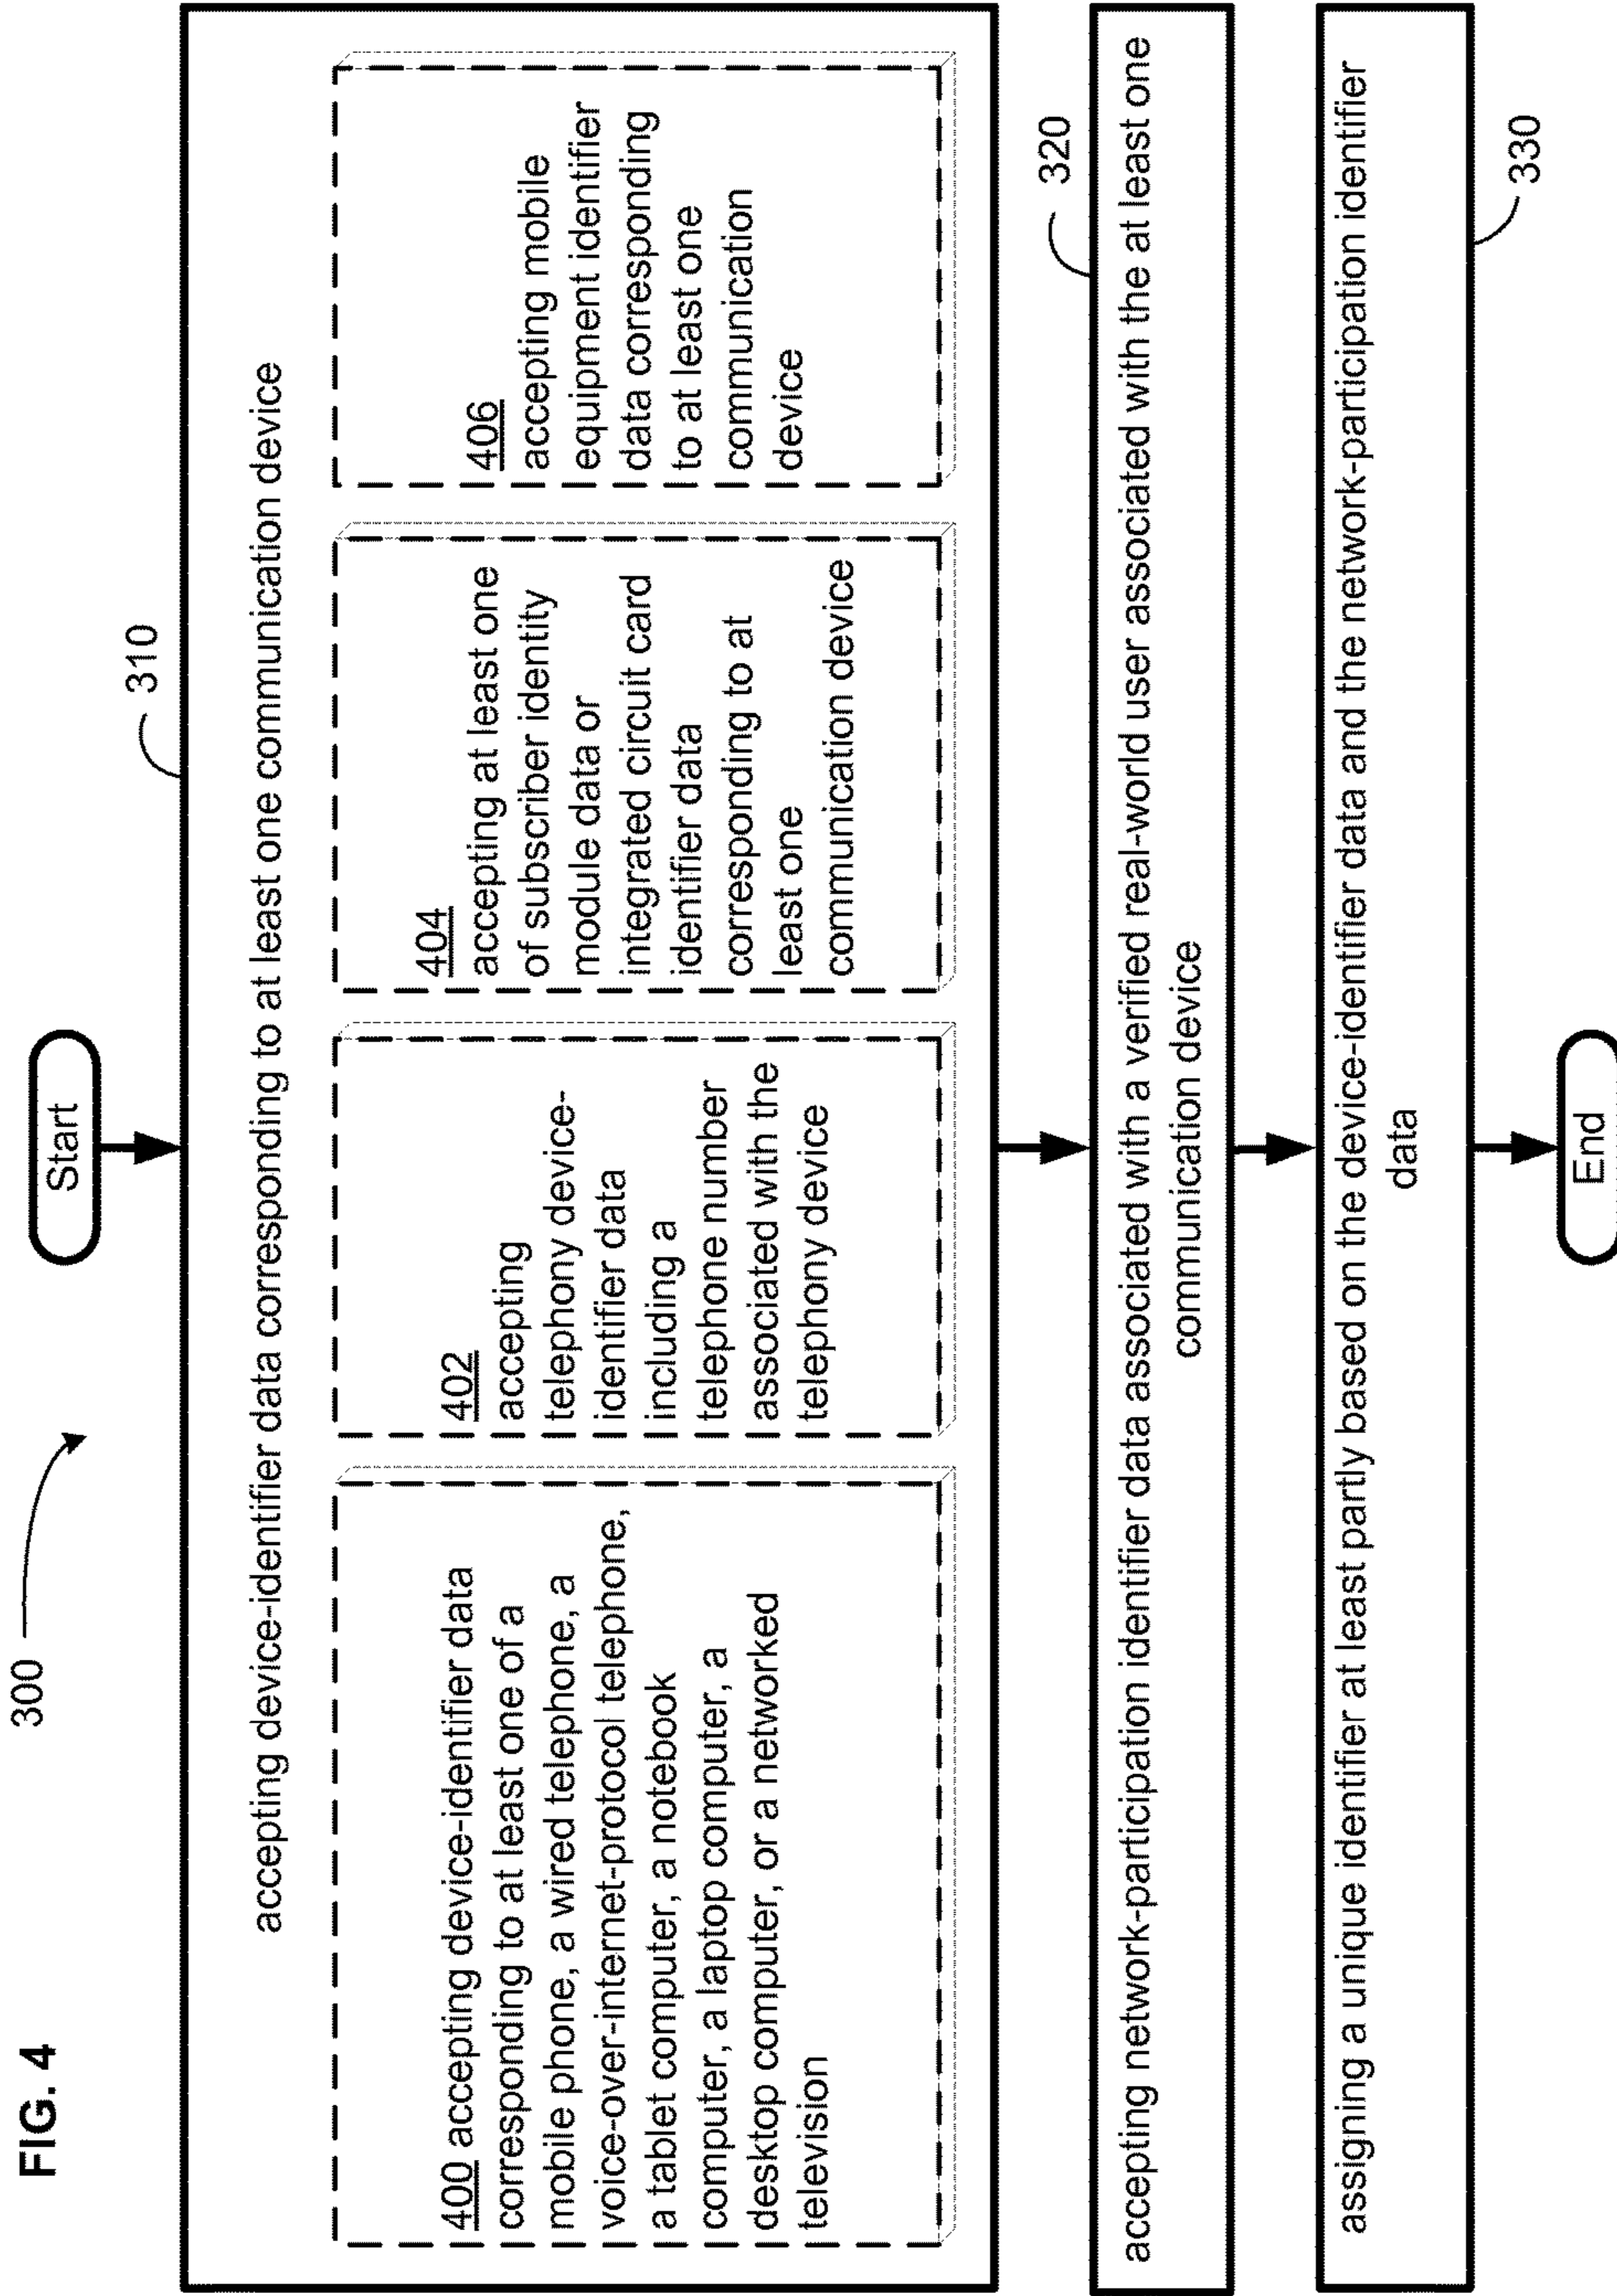 FIG. 4
300
Start
310
accepting device-identifier data corresponding to at least one communication device
400 accepting device-identifier data
corresponding to at least one of a
mobile phone, a wired telephone, a
voice-over-internet-protocol telephone,
a tablet computer, a notebook
computer, a laptop computer, a
desktop computer, or a networked
television
402
accepting
telephony device-
identifier data
including a
telephone number
associated with the
telephony device
404
accepting at least one
of subscriber identity
module data or
integrated circuit card
identifier data
corresponding to at
least one
communication device
406
accepting mobile
equipment identifier
data corresponding
to at least one
communication
device
320
accepting network-participation identifier data associated with a verified real-world user associated with the at least one
communication device
330
assigning a unique identifier at least partly based on the device-identifier data and the network-participation identifier
data
End